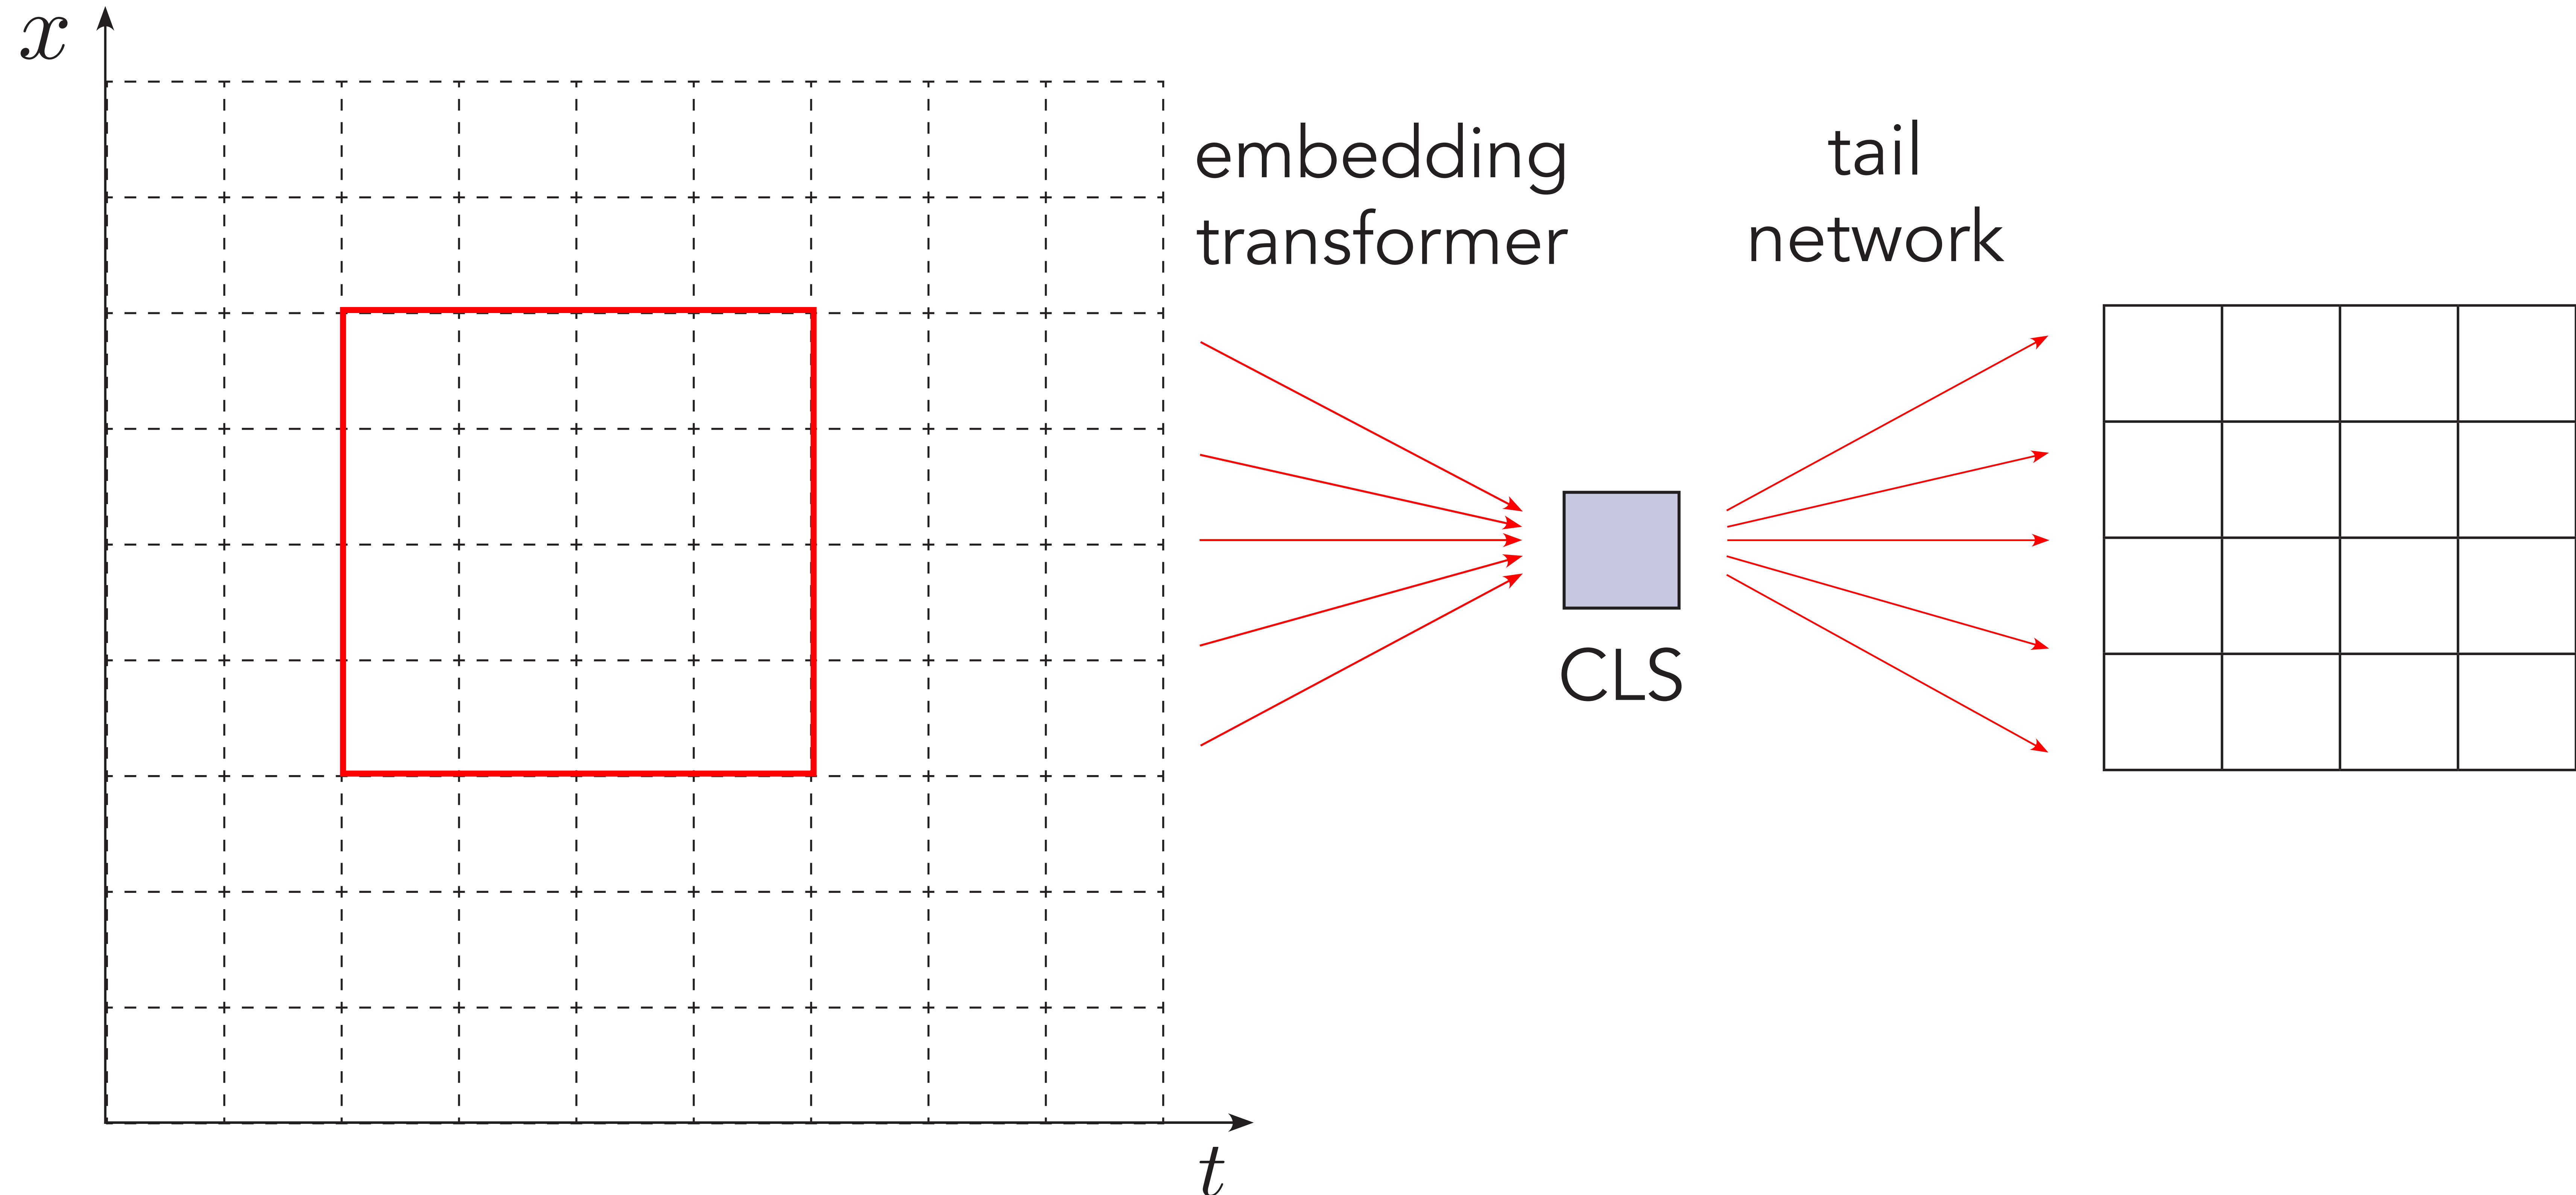 x
embedding
transformer
tail
network
CLS
t